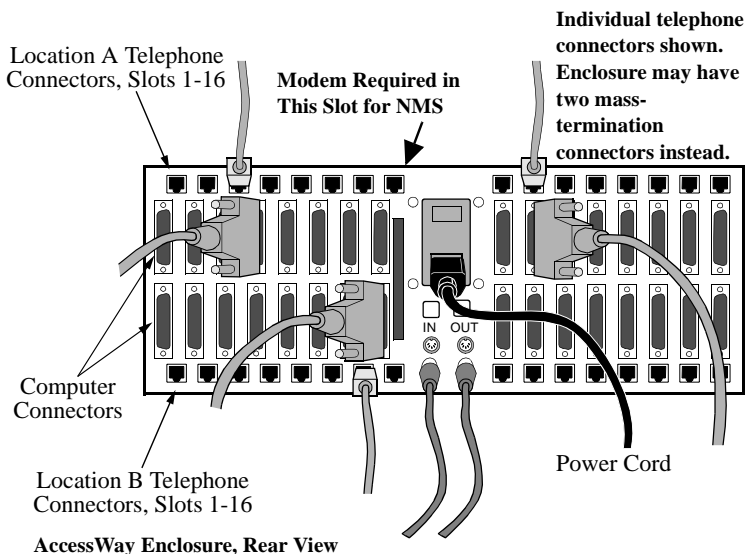 Individual telephone
connectors shown.
Enclosure may have
two mass-
termination
connectors instead.
Location A Telephone
Connectors, Slots 1-16
Modem Required in
This Slot for NMS
IN OUT
Computer
Connectors
Power Cord
Location B Telephone
Connectors, Slots 1-16
AccessWay Enclosure, Rear View